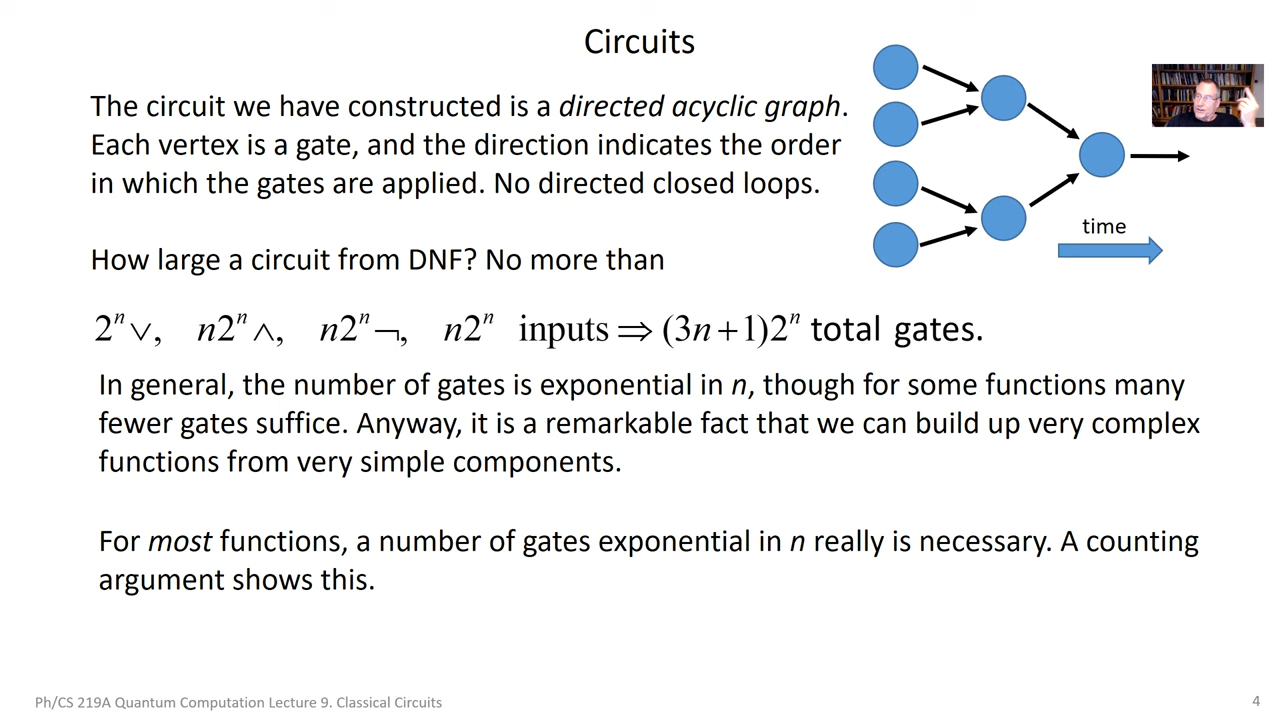 Circuits
The circuit we have constructed is a directed acyclic graph.
Each vertex is a gate, and the direction indicates the order
in which the gates are applied. No directed closed loops.
time
How large a circuit from DNF? No more than
2ⁿ ∨, n2ⁿ ∧, n2ⁿ ¬, n2ⁿ inputs ⇒ (3n+1)2ⁿ total gates.
In general, the number of gates is exponential in n, though for some functions many
fewer gates suffice. Anyway, it is a remarkable fact that we can build up very complex
functions from very simple components.
For most functions, a number of gates exponential in n really is necessary. A counting
argument shows this.
Ph/CS 219A Quantum Computation Lecture 9. Classical Circuits
4